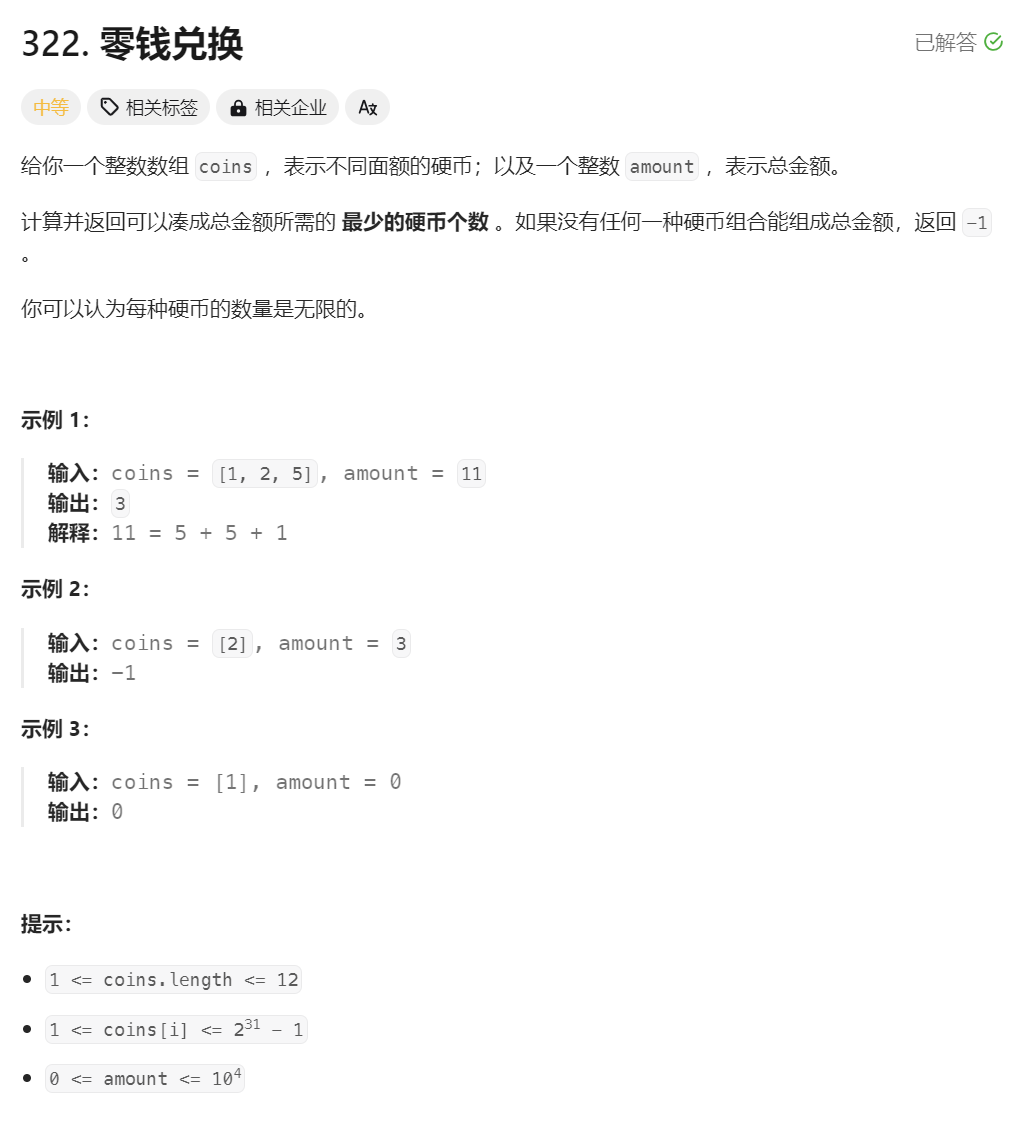 322. 零钱兑换
已解答
中等
相关标签
相关企业
给你一个整数数组 coins ，表示不同面额的硬币；以及一个整数 amount ，表示总金额。
计算并返回可以凑成总金额所需的 最少的硬币个数 。如果没有任何一种硬币组合能组成总金额，返回 -1
。
你可以认为每种硬币的数量是无限的。
示例 1：
输入：coins = [1, 2, 5], amount = 11
输出：3
解释：11 = 5 + 5 + 1
示例 2：
输入：coins = [2], amount = 3
输出：-1
示例 3：
输入：coins = [1], amount = 0
输出：0
提示：
1 <= coins.length <= 12
1 <= coins[i] <= 2³¹ - 1
0 <= amount <= 10⁴